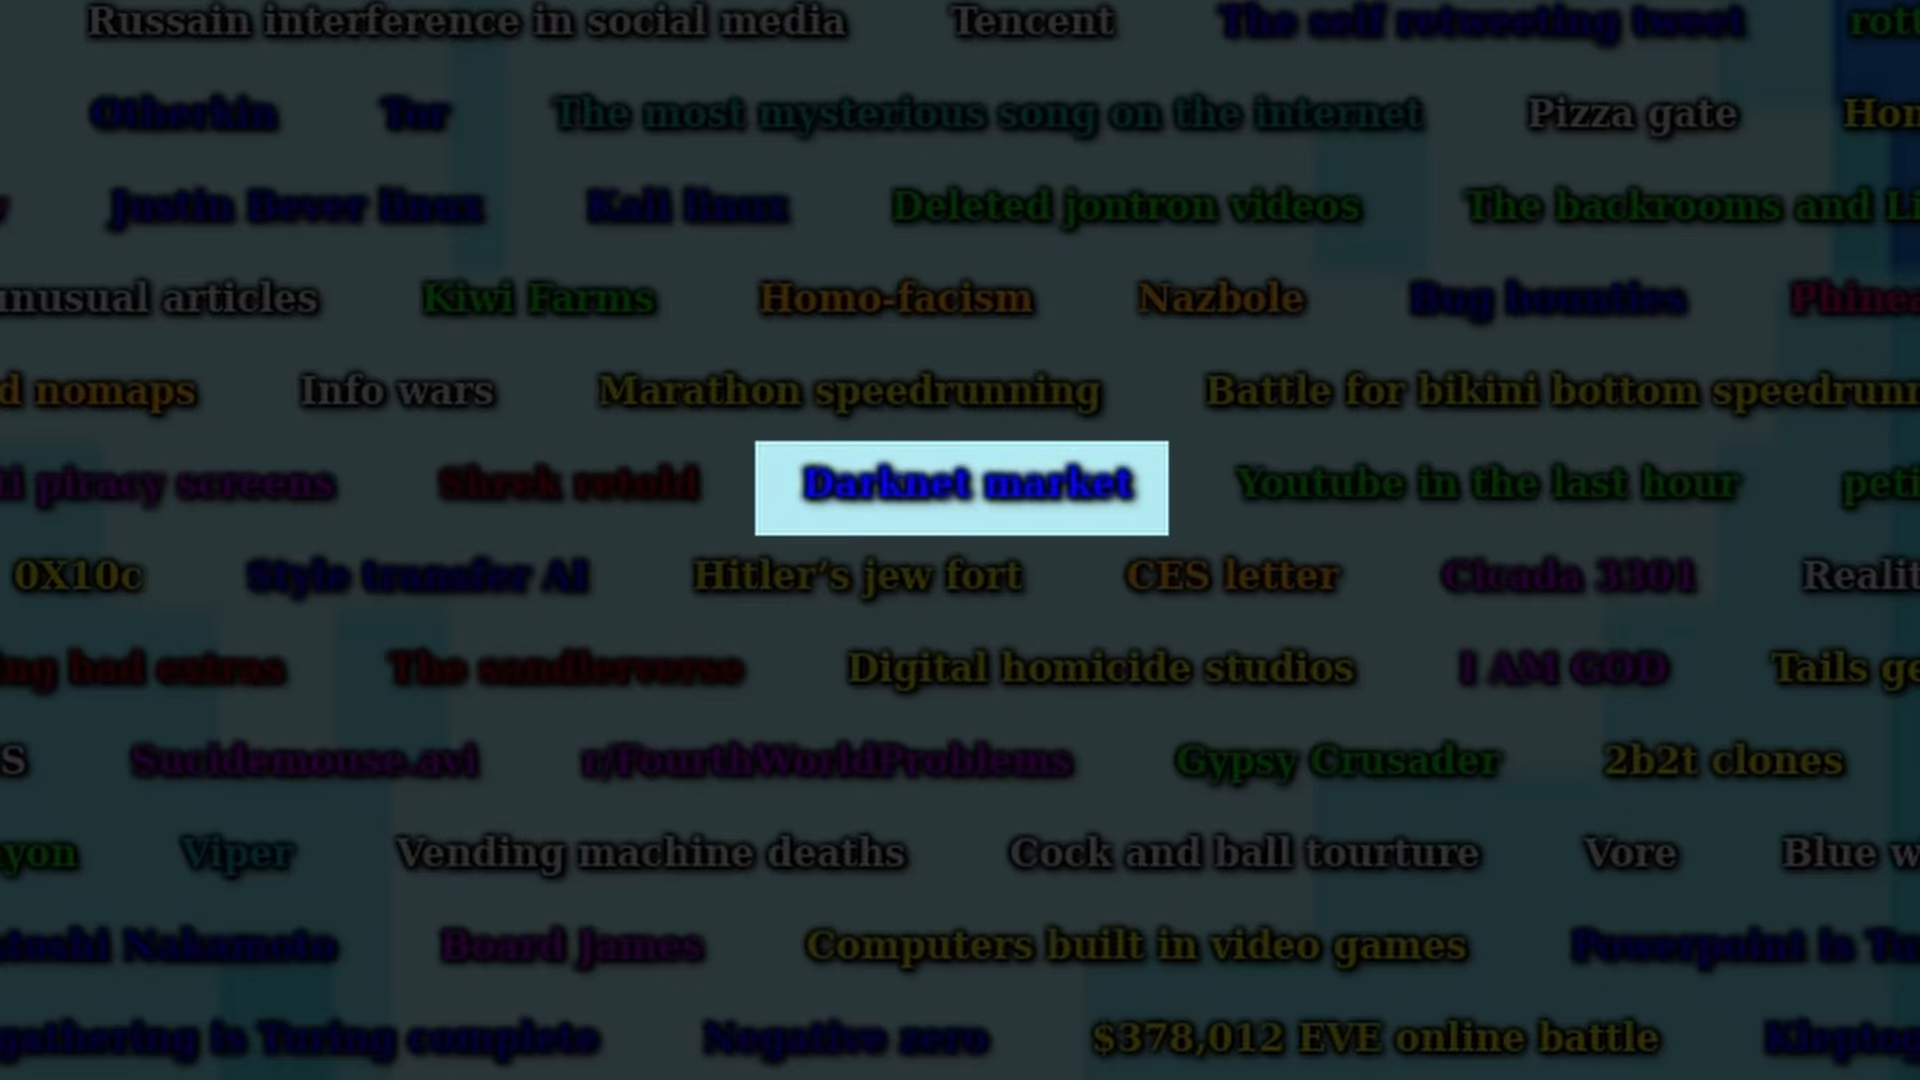 Russain interference in social media Tencent The self retweeting tweet
Otherkin Tor The most mysterious song on the internet Pizza gate
Justin Bever linux Kali linux Deleted jontron videos The backrooms and
unusual articles Kiwi Farms Homo-facism Nazbole Bug bounties
nomaps Info wars Marathon speedrunning Battle for bikini bottom
piracy screens Shrek retold Darknet market Youtube in the last hour
0X10c Style transfer AI Hitler's jew fort CES letter Cicada 3301
bad extras The sandlerverse Digital homicide studios I AM GOD Tails
Sucidemouse.avi r/FourthWorldProblems Gypsy Crusader 2b2t clones
Viper Vending machine deaths Cock and ball tourture Vore Blue
Nakamoto Board James Computers built in video games Powerpoint is
gathering is Turing complete Negative zero $378,012 EVE online battle